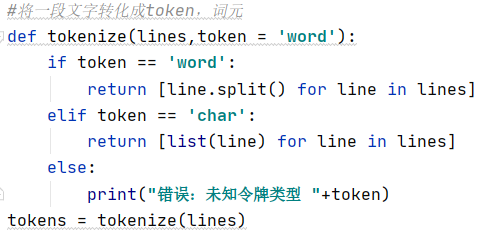 #将一段文字转化成token，词元
def tokenize(lines,token = 'word'):
    if token == 'word':
        return [line.split() for line in lines]
    elif token == 'char':
        return [list(line) for line in lines]
    else:
        print("错误：未知令牌类型 "+token)
tokens = tokenize(lines)